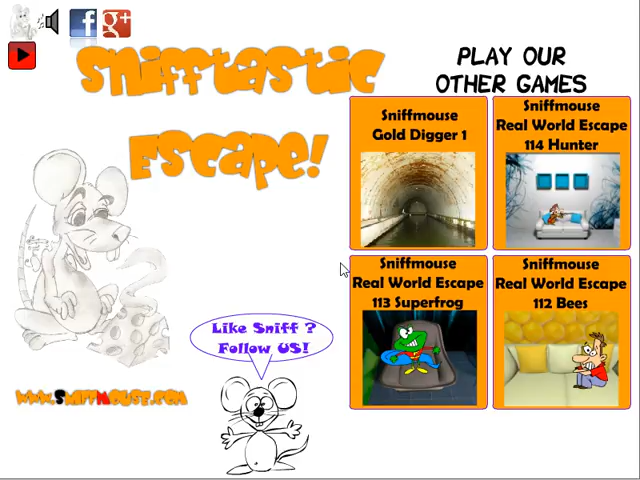 Snifftastic
Escape!
PLAY OUR
OTHER GAMES
Sniffmouse
Gold Digger 1
Sniffmouse
Real World Escape
114 Hunter
Sniffmouse
Real World Escape
113 Superfrog
Sniffmouse
Real World Escape
112 Bees
Like Sniff ?
Follow US!
www.SniffMouse.com
f
g+1